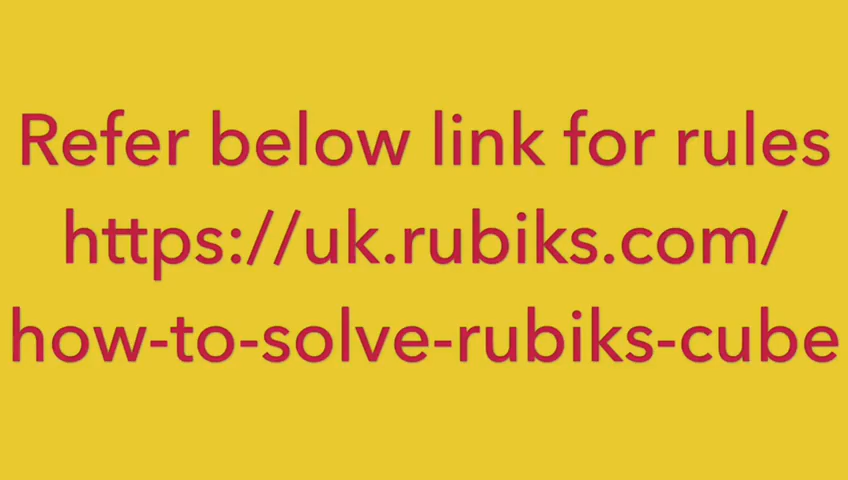 Refer below link for rules
https://uk.rubiks.com/
how-to-solve-rubiks-cube